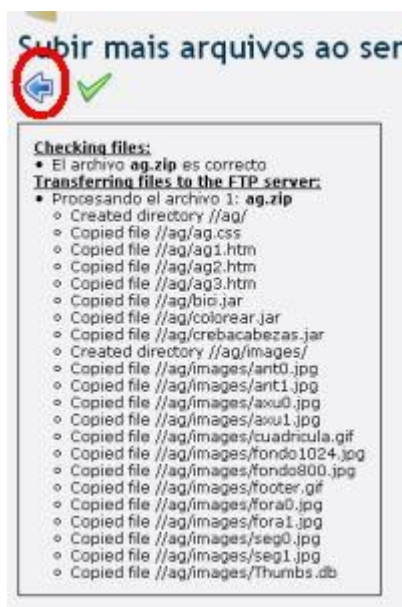 Subir mais arquivos ao ser
Checking files:
• El archivo ag.zip es correcto
Transferring files to the FTP server:
• Procesando el archivo 1: ag.zip
○ Created directory //ag/
○ Copied file //ag/ag.css
○ Copied file //ag/ag1.htm
○ Copied file //ag/ag2.htm
○ Copied file //ag/ag3.htm
○ Copied file //ag/bici.jar
○ Copied file //ag/colorear.jar
○ Copied file //ag/crebacabezas.jar
○ Created directory //ag/images/
○ Copied file //ag/images/ant0.jpg
○ Copied file //ag/images/ant1.jpg
○ Copied file //ag/images/axu0.jpg
○ Copied file //ag/images/axu1.jpg
○ Copied file //ag/images/cuadricula.gif
○ Copied file //ag/images/fondo1024.jpg
○ Copied file //ag/images/fondo800.jpg
○ Copied file //ag/images/footer.gif
○ Copied file //ag/images/fora0.jpg
○ Copied file //ag/images/fora1.jpg
○ Copied file //ag/images/seg0.jpg
○ Copied file //ag/images/seg1.jpg
○ Copied file //ag/images/Thumbs.db